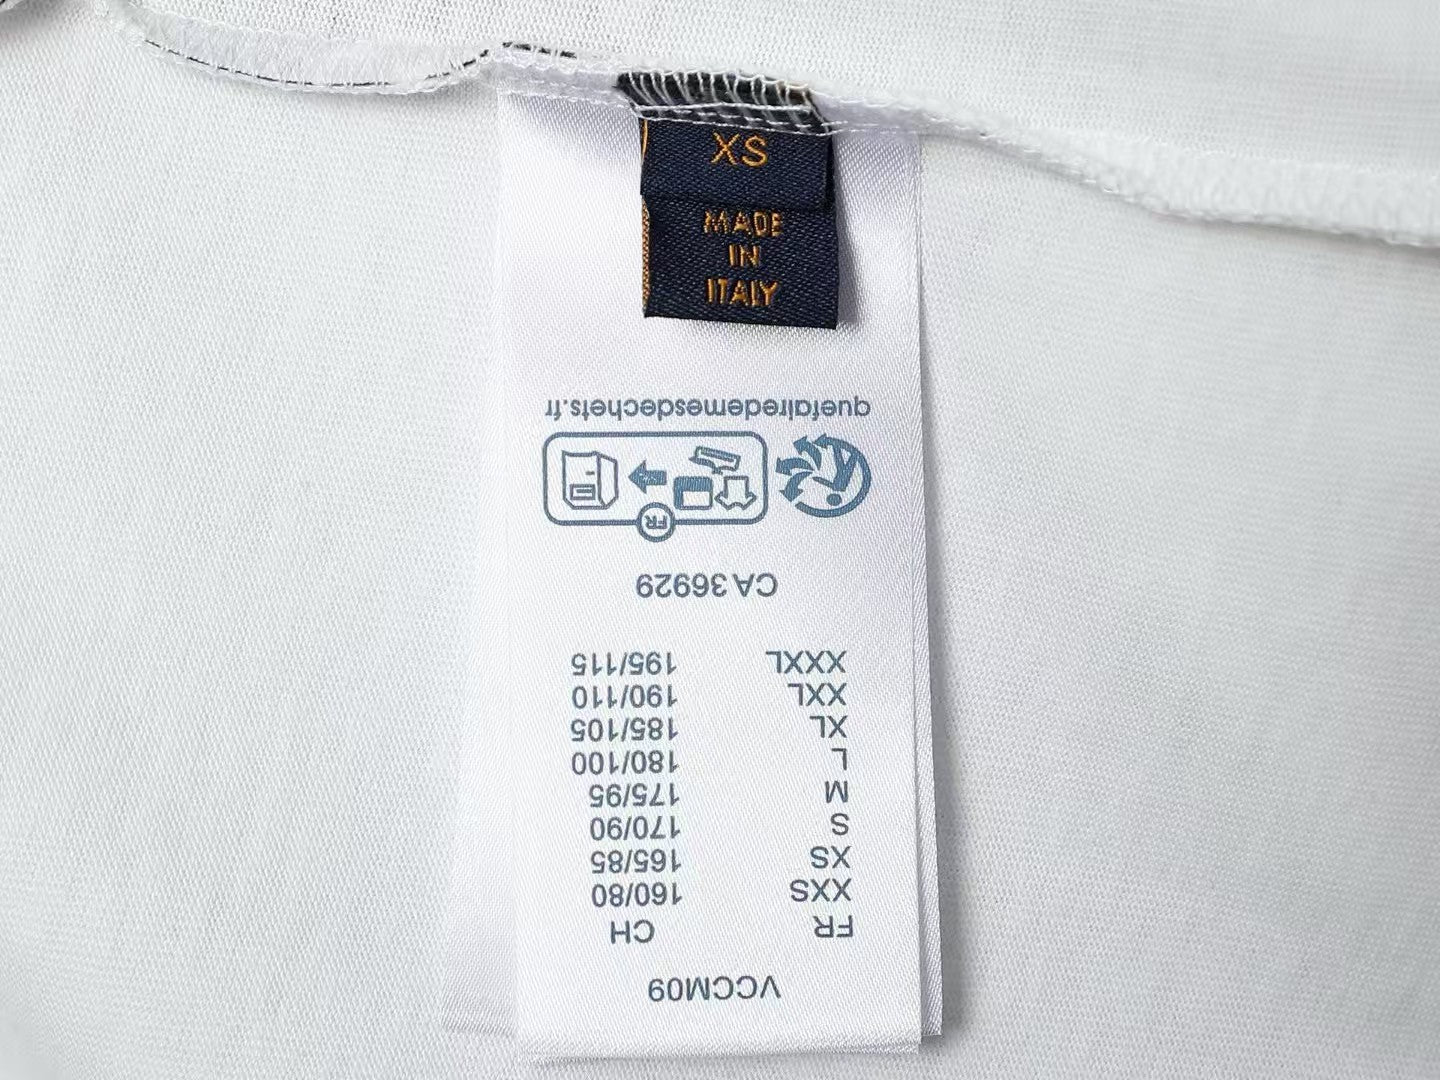 XS
MADE
IN
ITALY
VCCM09
FR CH
XXS 160/80
XS 165/85
S 170/90
M 175/95
L 180/100
XL 185/105
XXL 190/110
XXXL 195/115
CA 36929
FR
quefairedemesdechets.fr